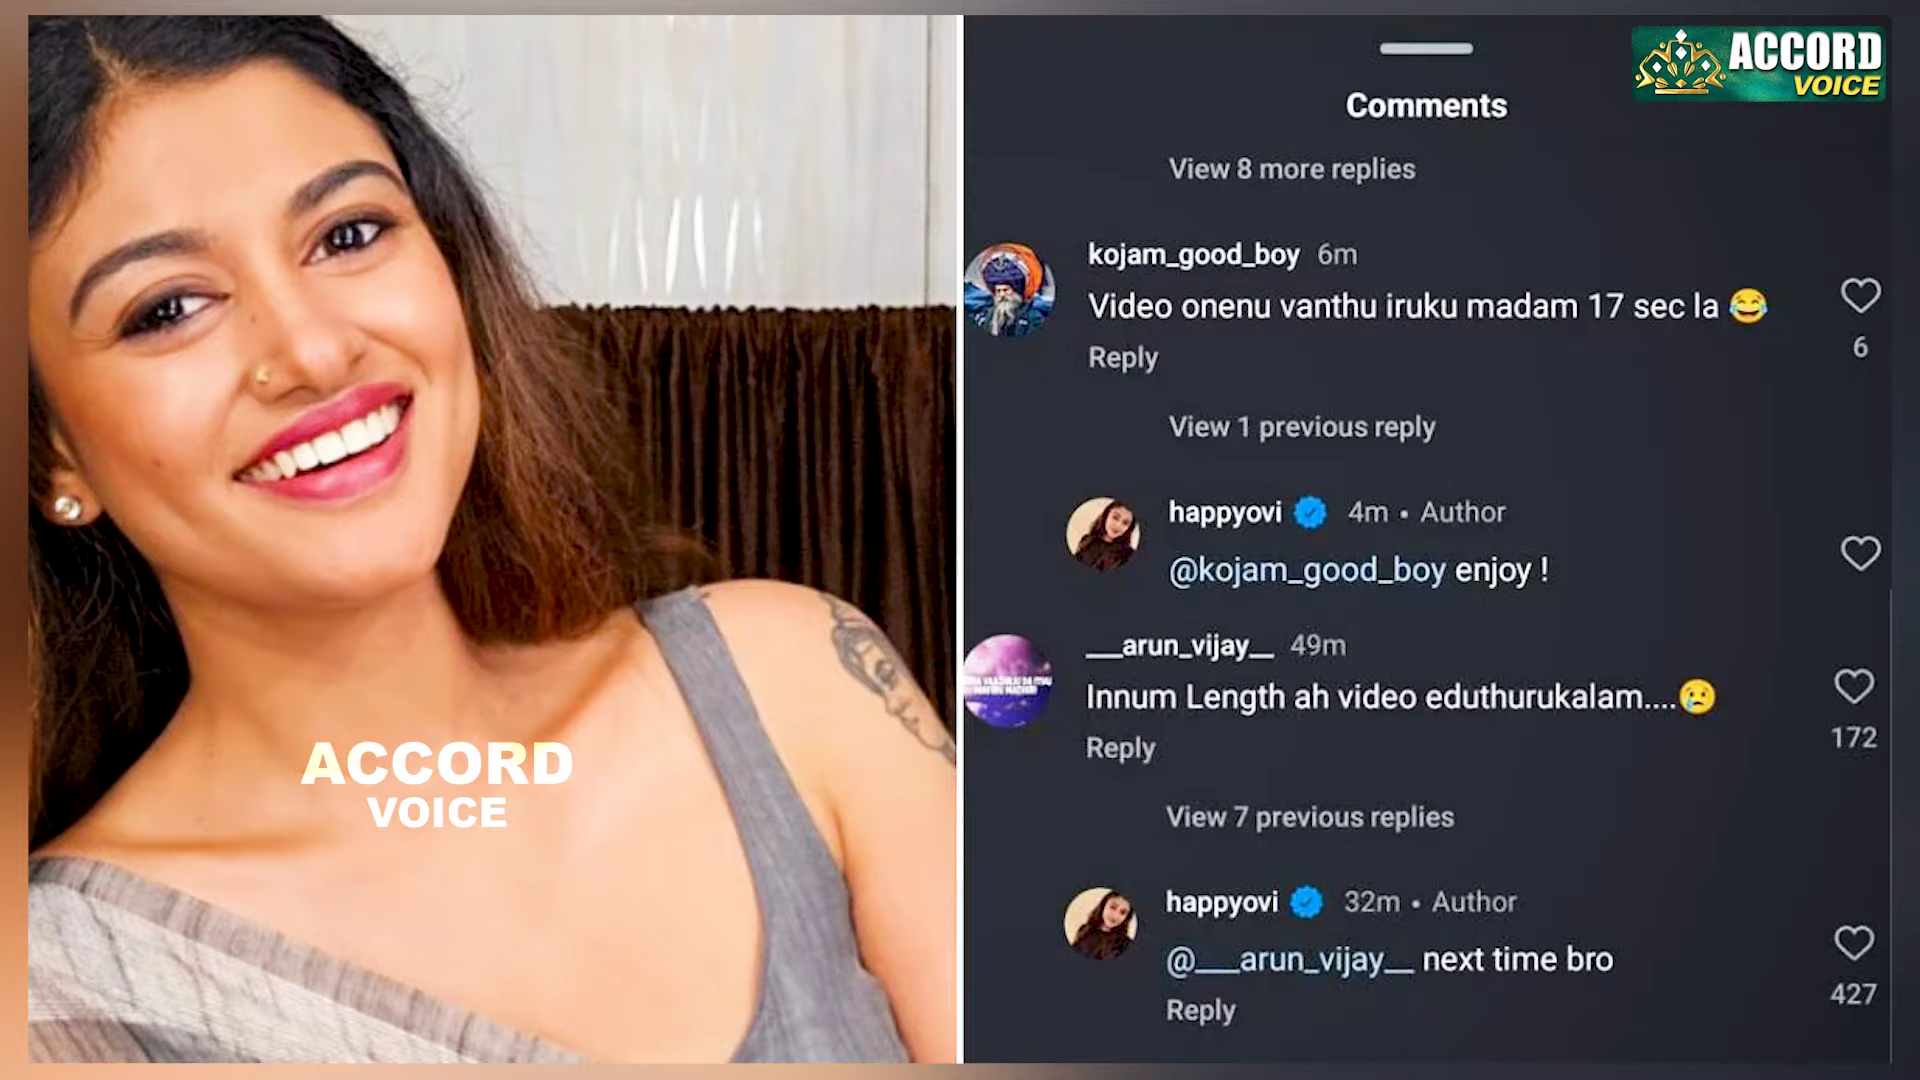 ACCORD
VOICE
Comments
View 8 more replies
kojam_good_boy 6m
Video onenu vanthu iruku madam 17 sec la 😂
6
Reply
View 1 previous reply
happyovi 4m • Author
@kojam_good_boy enjoy !
___arun_vijay__ 49m
Innum Length ah video eduthurukalam....😢
172
Reply
View 7 previous replies
happyovi 32m • Author
@___arun_vijay__ next time bro
427
Reply
ACCORD
VOICE